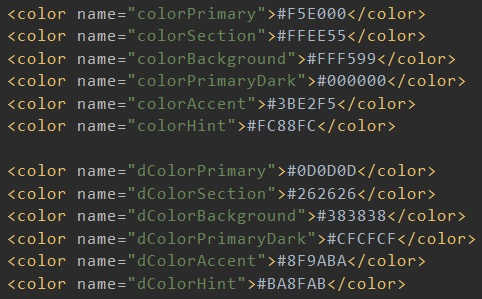 <color name="colorPrimary">#F5E000</color>
<color name="colorSection">#FFEE55</color>
<color name="colorBackground">#FFF599</color>
<color name="colorPrimaryDark">#000000</color>
<color name="colorAccent">#3BE2F5</color>
<color name="colorHint">#FC88FC</color>
<color name="dColorPrimary">#0D0D0D</color>
<color name="dColorSection">#262626</color>
<color name="dColorBackground">#383838</color>
<color name="dColorPrimaryDark">#CFCFCF</color>
<color name="dColorAccent">#8F9ABA</color>
<color name="dColorHint">#BA8FAB</color>